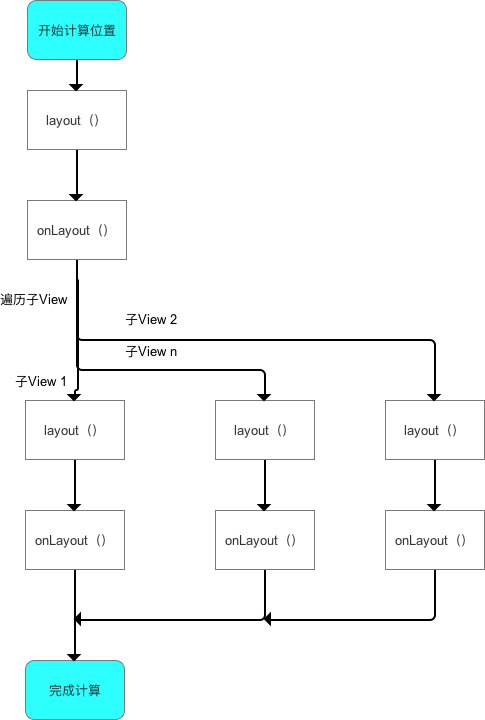 开始计算位置
layout（）
onLayout（）
遍历子View
子View 2
子View n
子View 1
layout（）
layout（）
layout（）
onLayout（）
onLayout（）
onLayout（）
完成计算